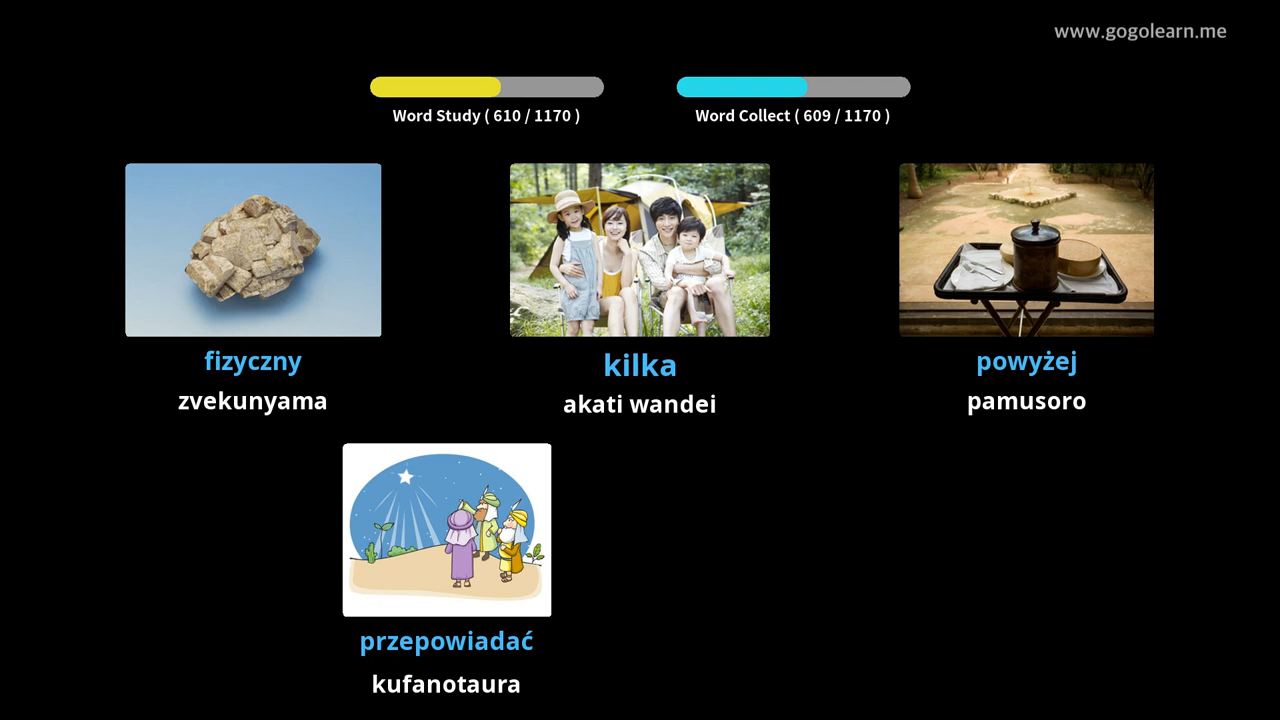 www.gogolearn.me
Word Study ( 610 / 1170 )
Word Collect ( 609 / 1170 )
fizyczny
zvekunyama
kilka
akati wandei
powyżej
pamusoro
przepowiadać
kufanotaura